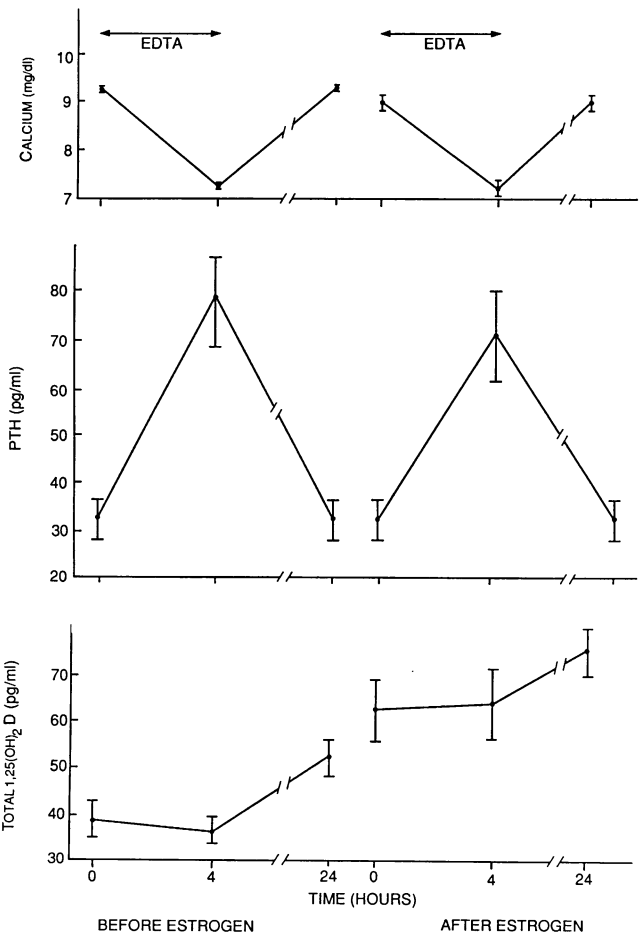 EDTA EDTA
CALCIUM (mg/dl)
10
9
8
7
PTH (pg/ml)
80
70
60
50
40
30
20
TOTAL 1,25(OH)2 D (pg/ml)
70
60
50
40
30
0 4 24 0 4 24
TIME (HOURS)
BEFORE ESTROGEN AFTER ESTROGEN